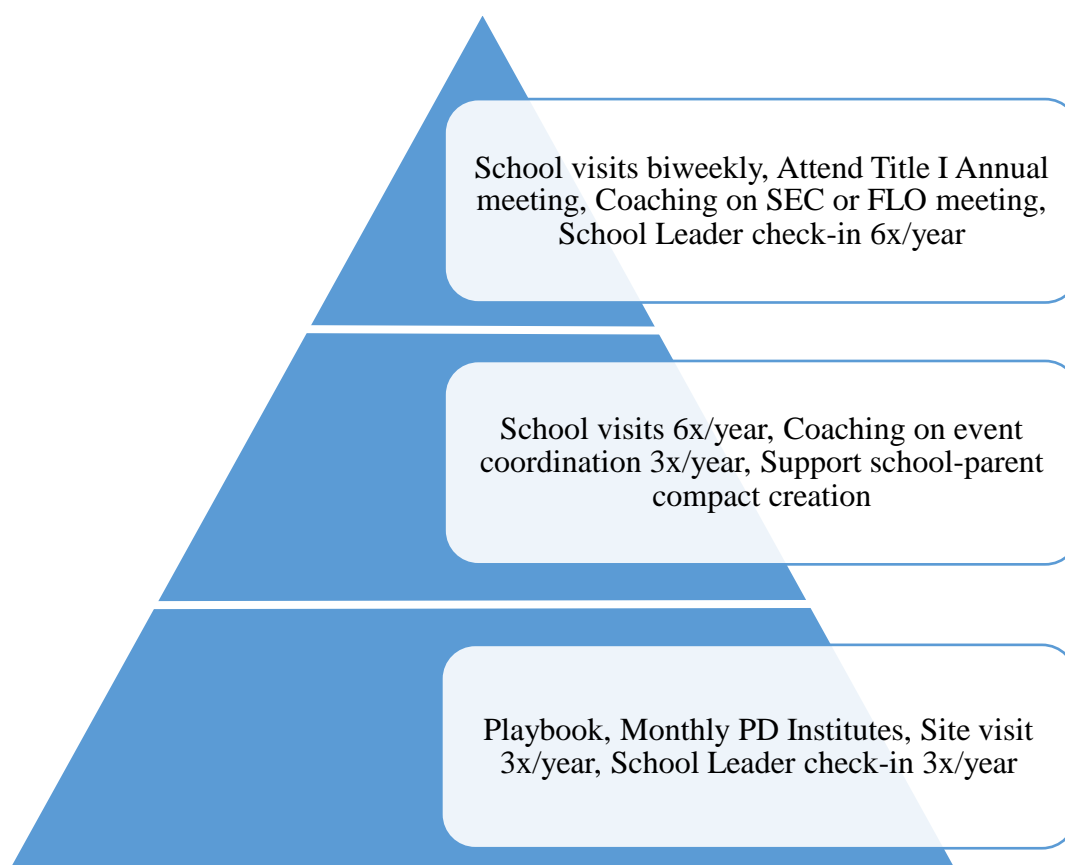 School visits biweekly, Attend Title I Annual
meeting, Coaching on SEC or FLO meeting,
School Leader check-in 6x/year
School visits 6x/year, Coaching on event
coordination 3x/year, Support school-parent
compact creation
Playbook, Monthly PD Institutes, Site visit
3x/year, School Leader check-in 3x/year